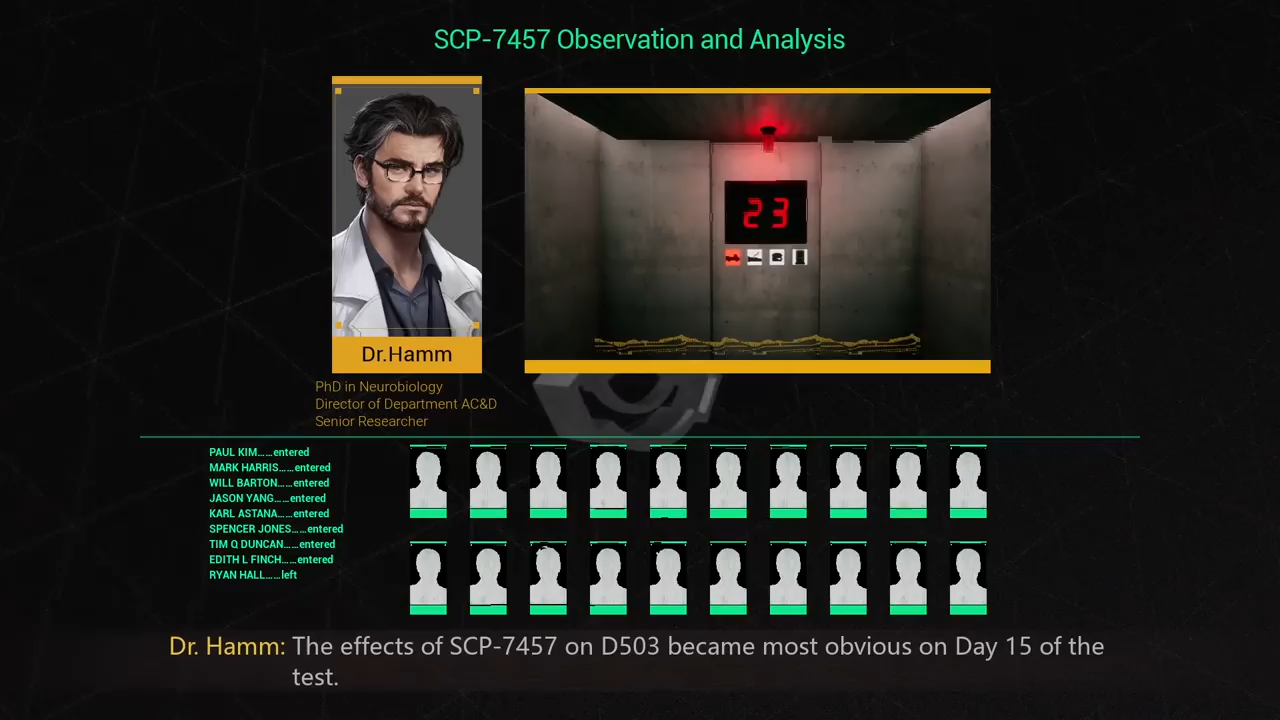 SCP-7457 Observation and Analysis
23
Dr.Hamm
PhD in Neurobiology
Director of Department AC&D
Senior Researcher
PAUL KIM......entered
MARK HARRIS......entered
WILL BARTON......entered
JASON YANG......entered
KARL ASTANA......entered
SPENCER JONES......entered
TIM Q DUNCAN......entered
EDITH L FINCH......entered
RYAN HALL......left
Dr. Hamm: The effects of SCP-7457 on D503 became most obvious on Day 15 of the
test.